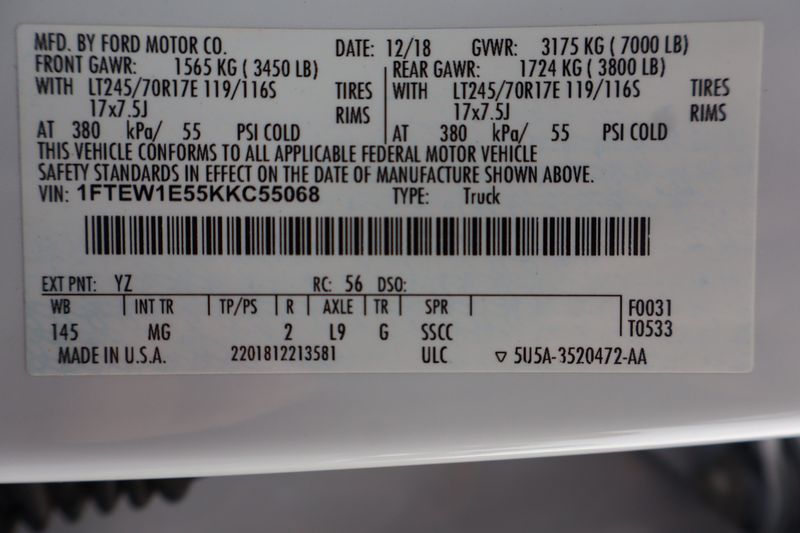 MFD. BY FORD MOTOR CO. DATE: 12/18 GVWR: 3175 KG ( 7000 LB)
FRONT GAWR: 1565 KG ( 3450 LB) REAR GAWR: 1724 KG ( 3800 LB)
WITH LT245/70R17E 119/116S TIRES WITH LT245/70R17E 119/116S TIRES
17x7.5J RIMS 17x7.5J RIMS
AT 380 kPa/ 55 PSI COLD AT 380 kPa/ 55 PSI COLD
THIS VEHICLE CONFORMS TO ALL APPLICABLE FEDERAL MOTOR VEHICLE
SAFETY STANDARDS IN EFFECT ON THE DATE OF MANUFACTURE SHOWN ABOVE.
VIN: 1FTEW1E55KKC55068 TYPE: Truck
EXT PNT: YZ RC: 56 DSO:
WB INT TR TP/PS R AXLE TR SPR F0031
145 MG 2 L9 G SSCC T0533
MADE IN U.S.A. 2201812213581 ULC ▽ 5U5A-3520472-AA